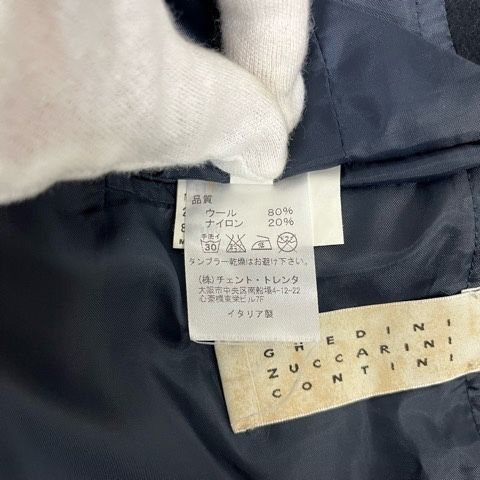 品質
ウール 80%
ナイロン 20%
手洗イ
30
タンブラー乾燥はお避け下さい。
(株)チェント・トレンタ
大阪市中央区南船場4-12-22
心斎橋東栄ビル7F
イタリア製
GHEDINI
ZUCCARINI
CONTINI